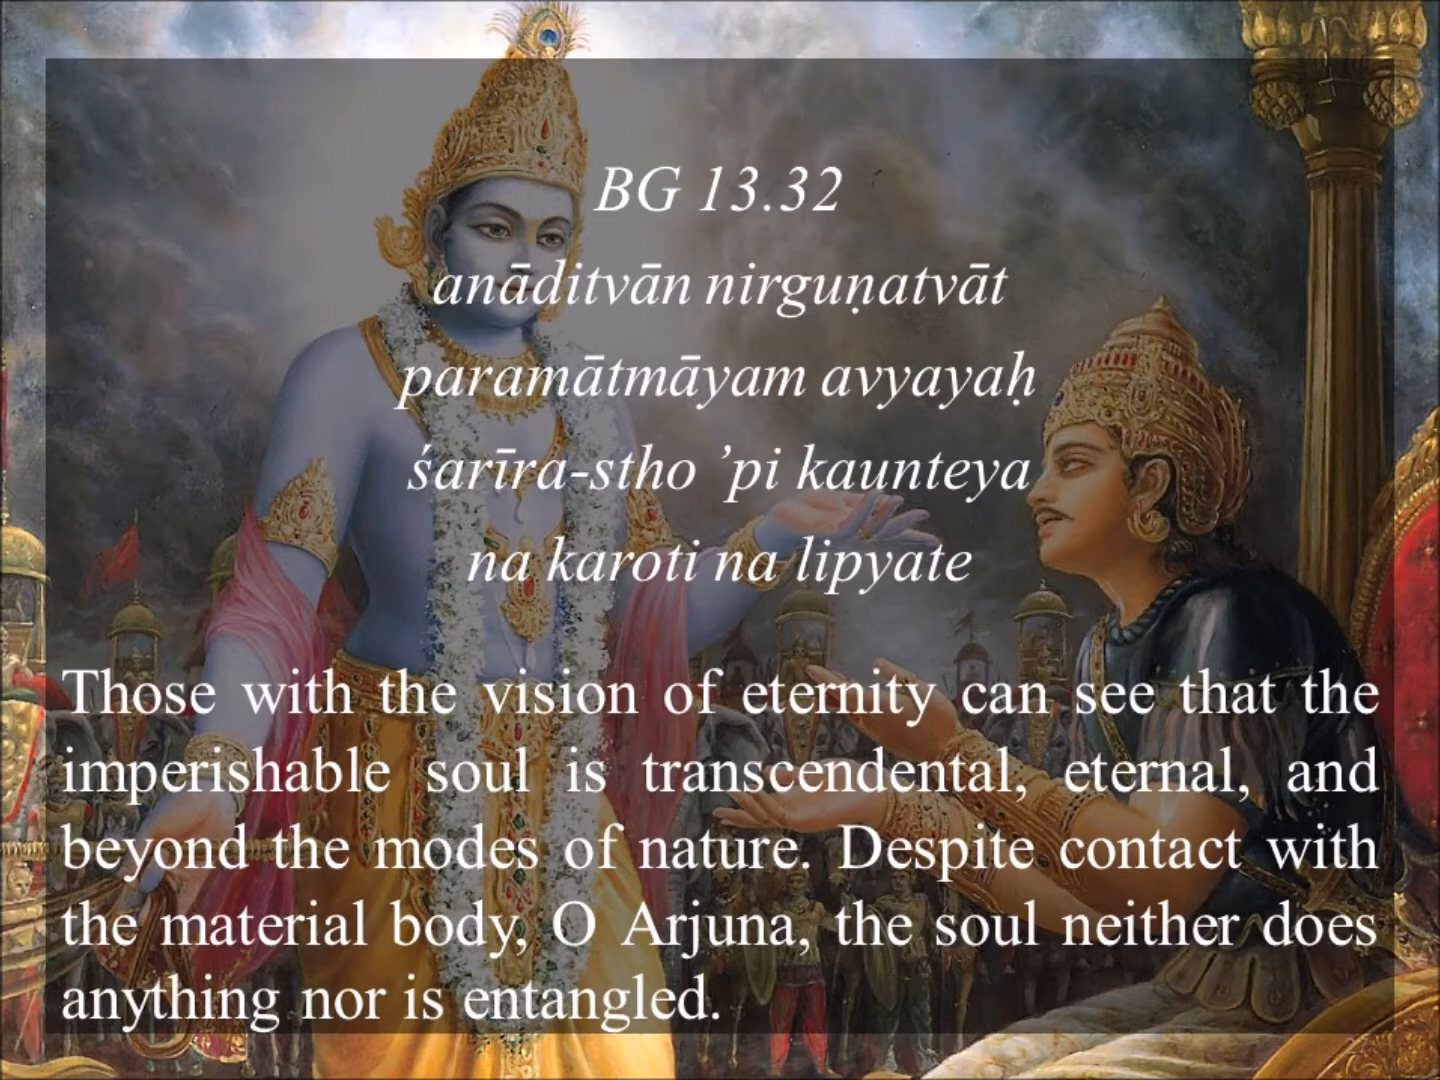 BG 13.32
anāditvān nirguṇatvāt
paramātmāyam avyayaḥ
śarīra-stho ’pi kaunteya
na karoti na lipyate
Those with the vision of eternity can see that the
imperishable soul is transcendental, eternal, and
beyond the modes of nature. Despite contact with
the material body, O Arjuna, the soul neither does
anything nor is entangled.